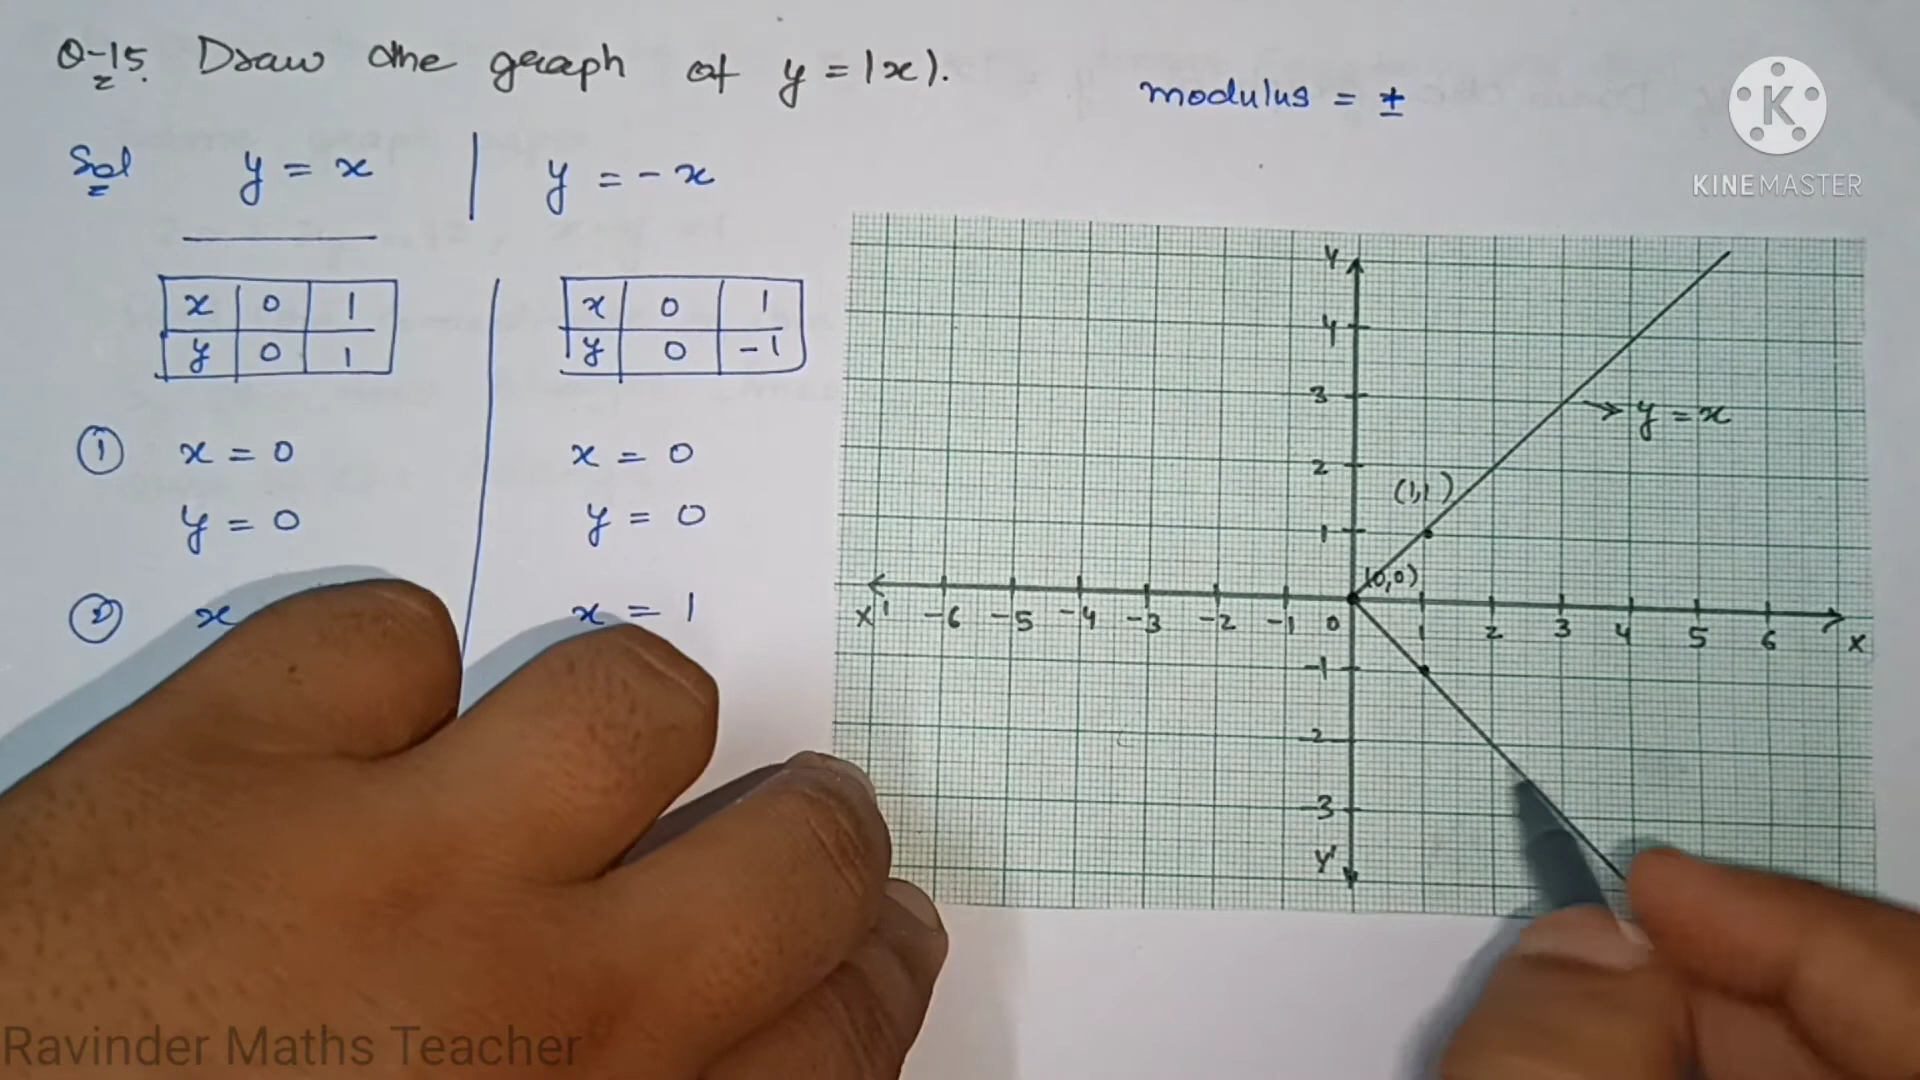 Q-15. Draw the graph of y = |x|.
modulus = ±
K
KINEMASTER
Sol y = x | y = -x
x 0 1
y 0 1
x 0 1
y 0 -1
① x = 0
y = 0
② x
x = 0
y = 0
x = 1
Y
4
3
2
1
y = x
(1,1)
(0,0)
X' -6 -5 -4 -3 -2 -1 0 1 2 3 4 5 6 X
-1
-2
-3
Y'
Ravinder Maths Teacher